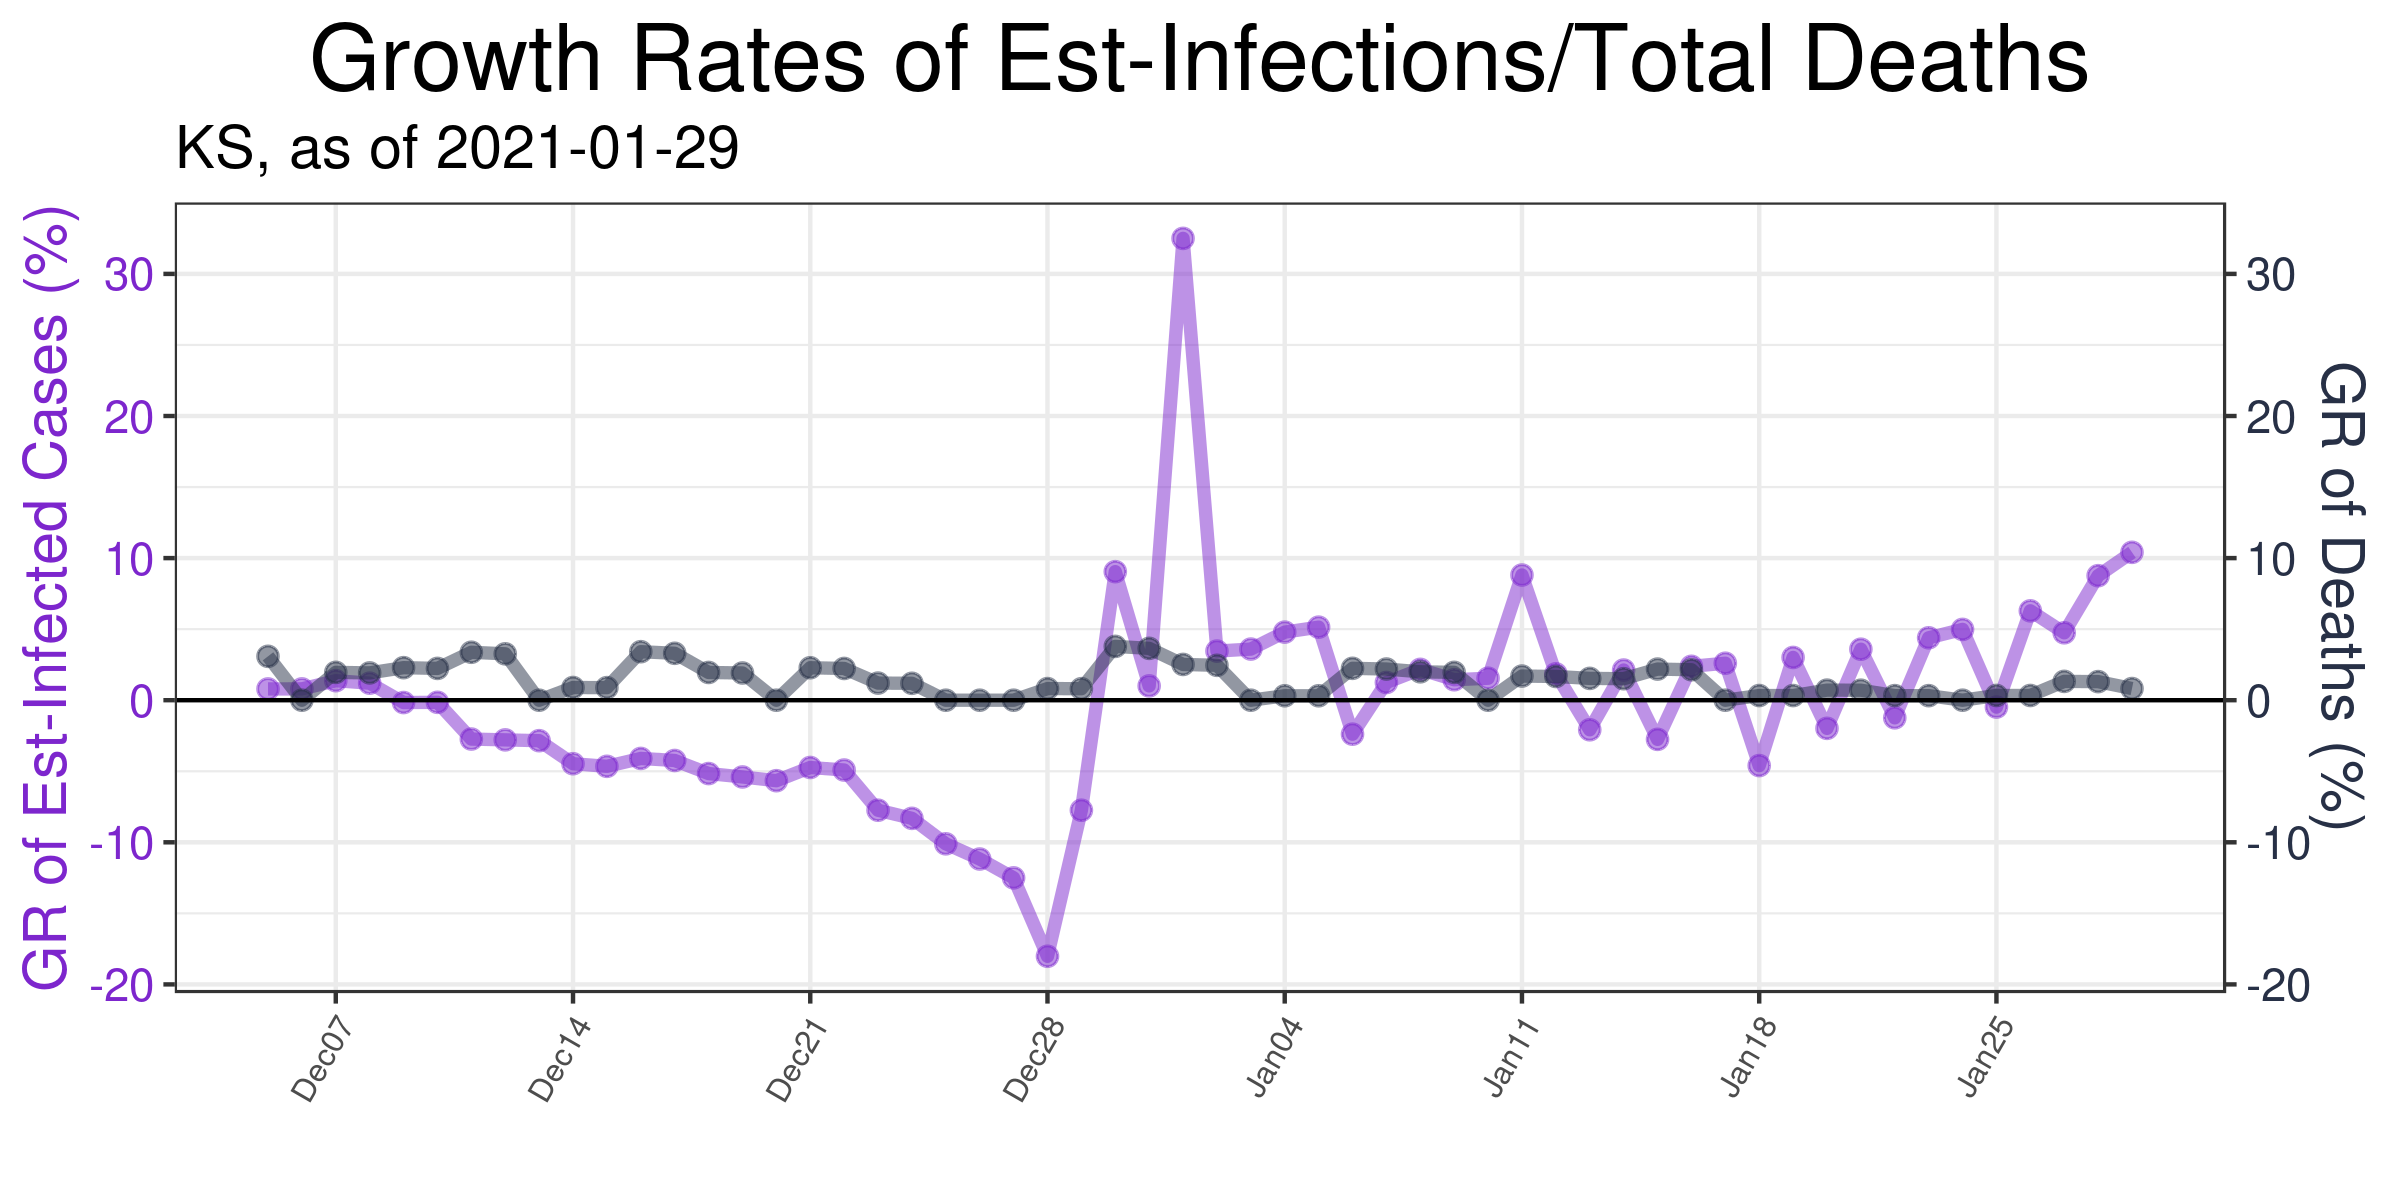 Growth Rates of Est-Infections/Total Deaths
KS, as of 2021-01-29
GR of Est-Infected Cases (%)
30
20
10
0
-10
-20
30
20
10
0
-10
-20
GR of Deaths (%)
Dec07
Dec14
Dec21
Dec28
Jan04
Jan11
Jan18
Jan25